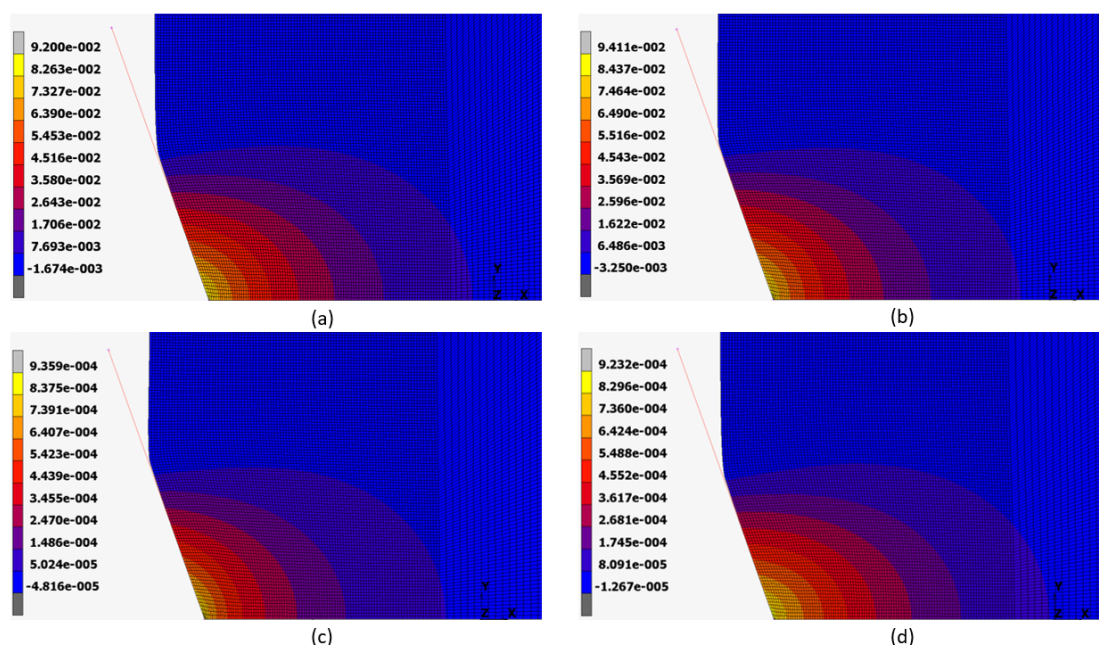 9.200e-002
8.263e-002
7.327e-002
6.390e-002
5.453e-002
4.516e-002
3.580e-002
2.643e-002
1.706e-002
7.693e-003
-1.674e-003
Y
Z X
(a)
9.411e-002
8.437e-002
7.464e-002
6.490e-002
5.516e-002
4.543e-002
3.569e-002
2.596e-002
1.622e-002
6.486e-003
-3.250e-003
Y
Z X
(b)
9.359e-004
8.375e-004
7.391e-004
6.407e-004
5.423e-004
4.439e-004
3.455e-004
2.470e-004
1.486e-004
5.024e-005
-4.816e-005
Y
Z X
(c)
9.232e-004
8.296e-004
7.360e-004
6.424e-004
5.488e-004
4.552e-004
3.617e-004
2.681e-004
1.745e-004
8.091e-005
-1.267e-005
Y
Z X
(d)